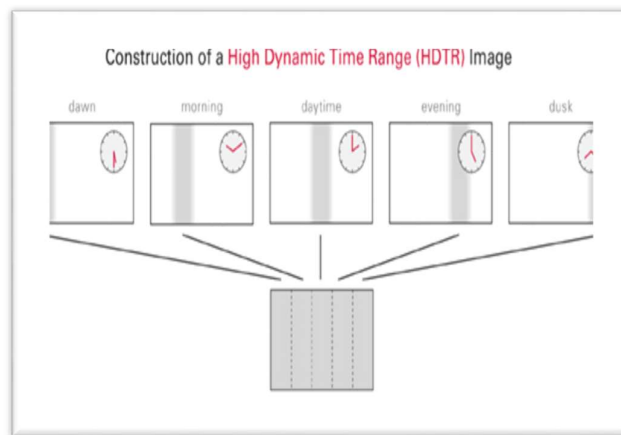 Construction of a High Dynamic Time Range (HDTR) Image
dawn morning daytime evening dusk